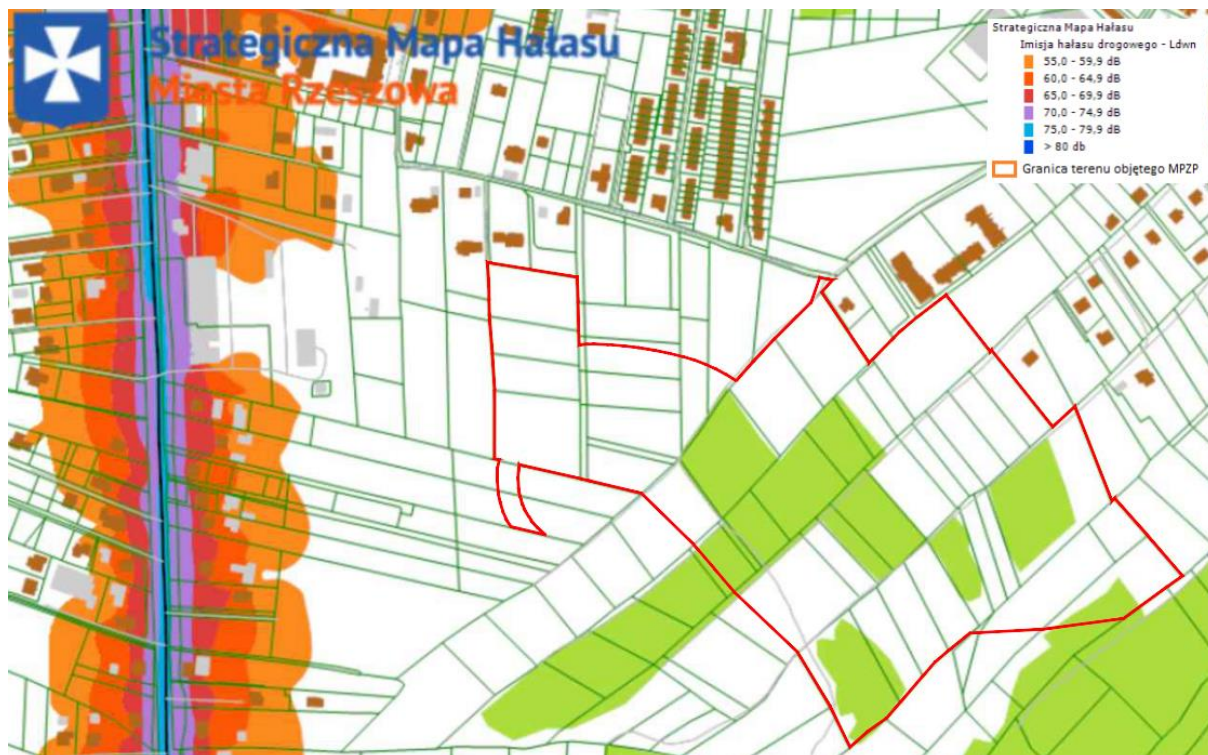 Strategiczna Mapa Hałasu
Miasta Rzeszowa
Strategiczna Mapa Hałasu
Imisja hałasu drogowego - Ldwn
55,0 - 59,9 dB
60,0 - 64,9 dB
65,0 - 69,9 dB
70,0 - 74,9 dB
75,0 - 79,9 dB
> 80 db
Granica terenu objętego MPZP